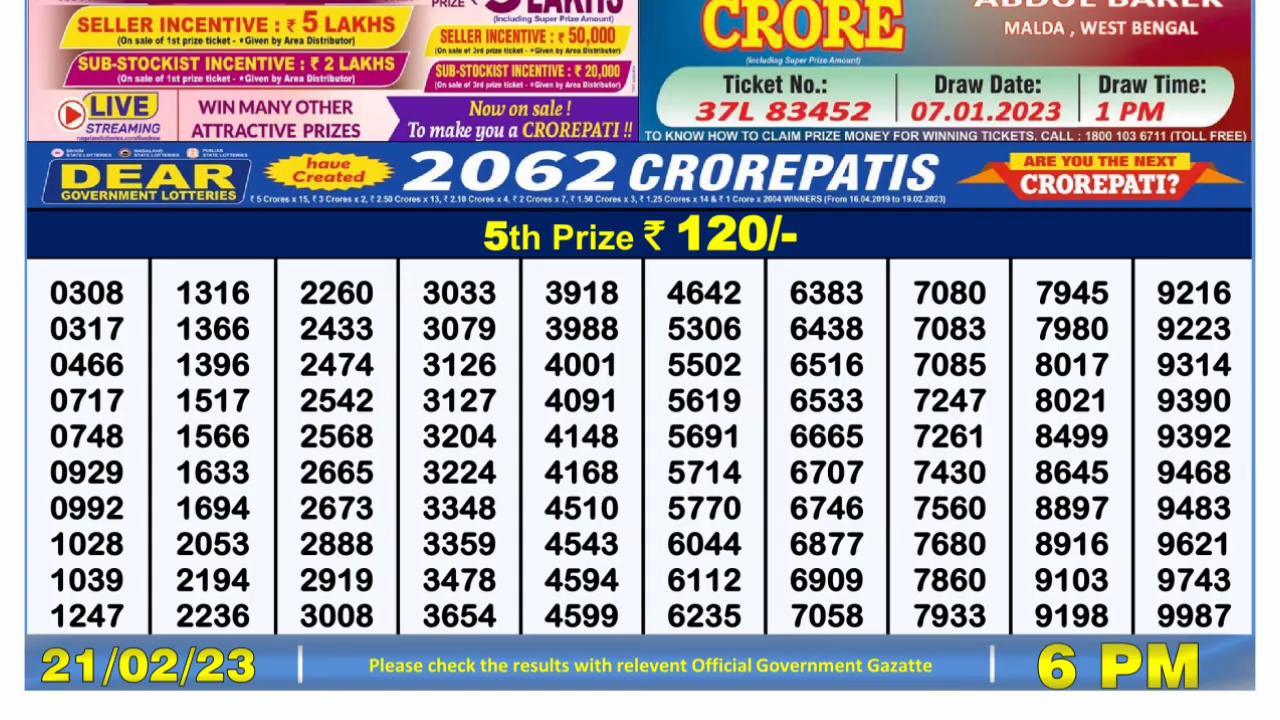 SELLER INCENTIVE : ₹ 5 LAKHS
(On sale of 1st prize ticket - *Given by Area Distributor)
SUB-STOCKIST INCENTIVE : ₹ 2 LAKHS
(On sale of 1st prize ticket - *Given by Area Distributor)
PRIZE ₹ LAKHS
(Including Super Prize Amount)
SELLER INCENTIVE : ₹ 50,000
(On sale of 3rd prize ticket - *Given by Area Distributor)
SUB-STOCKIST INCENTIVE : ₹ 20,000
(On sale of 3rd prize ticket - *Given by Area Distributor)
LIVE
STREAMING
WIN MANY OTHER
ATTRACTIVE PRIZES
Now on sale !
To make you a CROREPATI !!
CRORE
(Including Super Prize Amount)
ABDUL BAREK
MALDA , WEST BENGAL
Ticket No.: Draw Date: Draw Time:
37L 83452 07.01.2023 1 PM
TO KNOW HOW TO CLAIM PRIZE MONEY FOR WINNING TICKETS. CALL : 1800 103 6711 (TOLL FREE)
SIKKIM STATE LOTTERIES NAGALAND STATE LOTTERIES PUNJAB STATE LOTTERIES
DEAR
GOVERNMENT LOTTERIES
have
Created
2062 CROREPATIS
₹ 5 Crores x 15, ₹ 3 Crores x 2, ₹ 2.50 Crores x 13, ₹ 2.10 Crores x 4, ₹ 2 Crores x 7, ₹ 1.50 Crores x 3, ₹ 1.25 Crores x 14 & ₹ 1 Crore x 2004 WINNERS (From 16.04.2019 to 19.02.2023)
ARE YOU THE NEXT
CROREPATI?
5th Prize ₹ 120/-
0308 1316 2260 3033 3918 4642 6383 7080 7945 9216
0317 1366 2433 3079 3988 5306 6438 7083 7980 9223
0466 1396 2474 3126 4001 5502 6516 7085 8017 9314
0717 1517 2542 3127 4091 5619 6533 7247 8021 9390
0748 1566 2568 3204 4148 5691 6665 7261 8499 9392
0929 1633 2665 3224 4168 5714 6707 7430 8645 9468
0992 1694 2673 3348 4510 5770 6746 7560 8897 9483
1028 2053 2888 3359 4543 6044 6877 7680 8916 9621
1039 2194 2919 3478 4594 6112 6909 7860 9103 9743
1247 2236 3008 3654 4599 6235 7058 7933 9198 9987
21/02/23 Please check the results with relevent Official Government Gazatte 6 PM